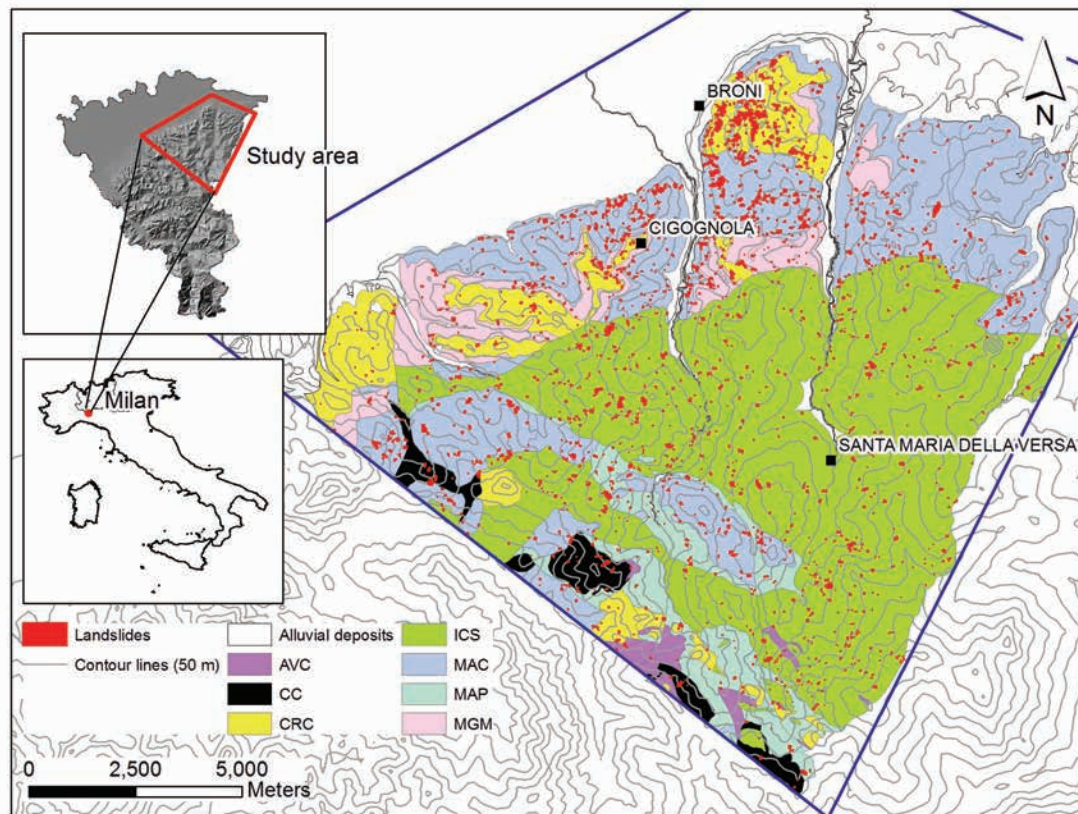 Study area
Milan
BRONI
N
CIGOGNOLA
SANTA MARIA DELLA VERSA
Landslides
Contour lines (50 m)
Alluvial deposits
AVC
CC
CRC
ICS
MAC
MAP
MGM
0 2,500 5,000
Meters